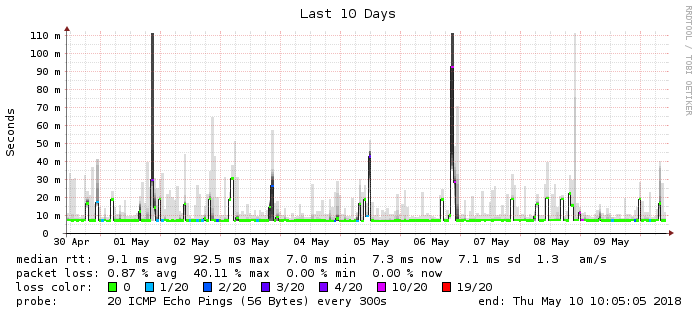 Last 10 Days
RRDTOOL / TOBI OETIKER
Seconds
110 m
100 m
90 m
80 m
70 m
60 m
50 m
40 m
30 m
20 m
10 m
0
30 Apr 01 May 02 May 03 May 04 May 05 May 06 May 07 May 08 May 09 May
median rtt: 9.1 ms avg 92.5 ms max 7.0 ms min 7.3 ms now 7.1 ms sd 1.3 am/s
packet loss: 0.87 % avg 40.11 % max 0.00 % min 0.00 % now
loss color: 0 1/20 2/20 3/20 4/20 10/20 19/20
probe: 20 ICMP Echo Pings (56 Bytes) every 300s end: Thu May 10 10:05:05 2018